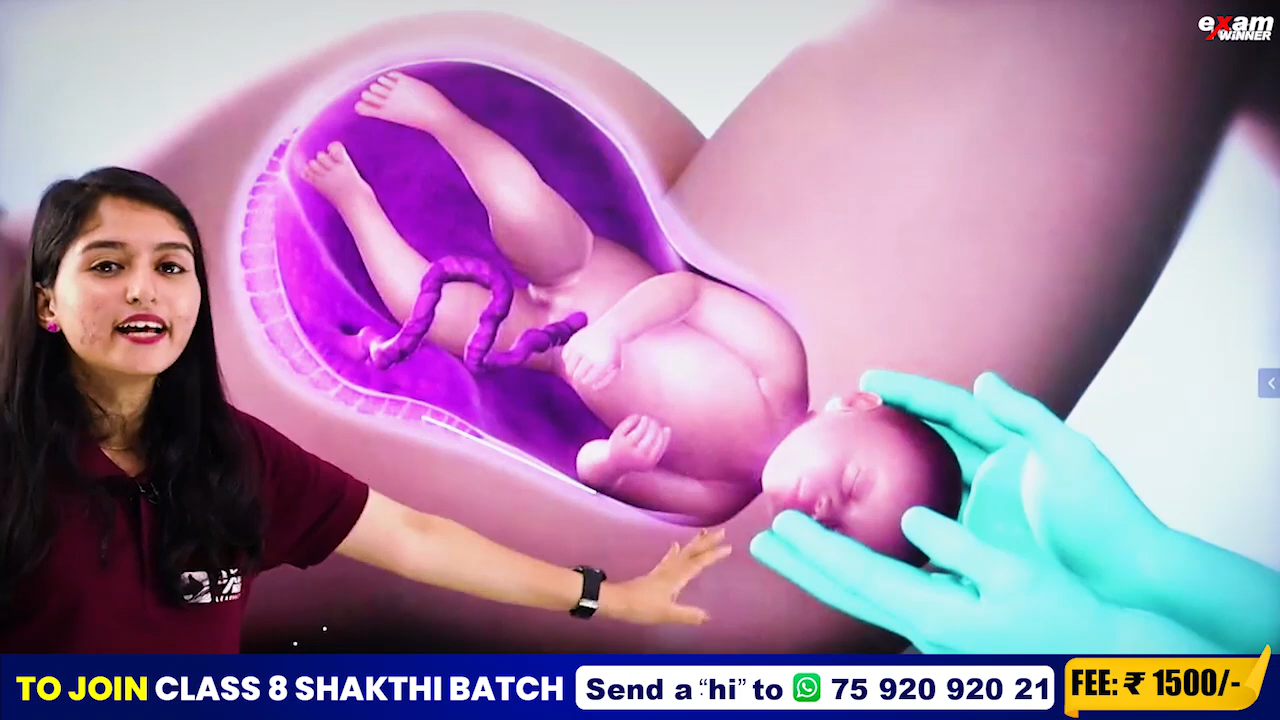 exam
WiNNER
TO JOIN CLASS 8 SHAKTHI BATCH
Send a “hi” to 75 920 920 21
FEE: ₹ 1500/-